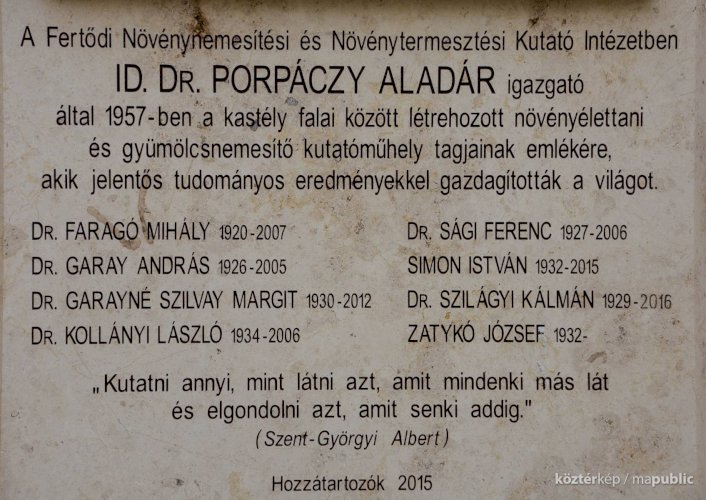 A Fertődi Növénynemesítési és Növénytermesztési Kutató Intézetben
ID. DR. PORPÁCZY ALADÁR igazgató
által 1957-ben a kastély falai között létrehozott növényélettani
és gyümölcsnemesítő kutatóműhely tagjainak emlékére,
akik jelentős tudományos eredményekkel gazdagították a világot.
DR. FARAGÓ MIHÁLY 1920-2007
DR. GARAY ANDRÁS 1926-2005
DR. GARAYNÉ SZILVAY MARGIT 1930-2012
DR. KOLLÁNYI LÁSZLÓ 1934-2006
DR. SÁGI FERENC 1927-2006
SIMON ISTVÁN 1932-2015
DR. SZILÁGYI KÁLMÁN 1929-2016
ZATYKÓ JÓZSEF 1932-
„Kutatni annyi, mint látni azt, amit mindenki más lát
és elgondolni azt, amit senki addig."
(Szent-Györgyi Albert)
Hozzátartozók 2015
köztérkép / mapublic